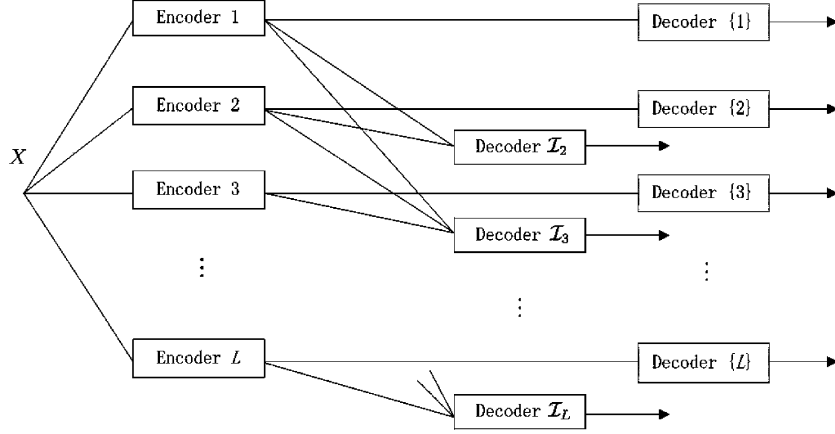 Encoder 1
Decoder {1}
Encoder 2
Decoder {2}
Decoder 𝓘₂
X
Encoder 3
Decoder {3}
Decoder 𝓘₃
⋮
⋮
⋮
Encoder L
Decoder {L}
Decoder 𝓘_L